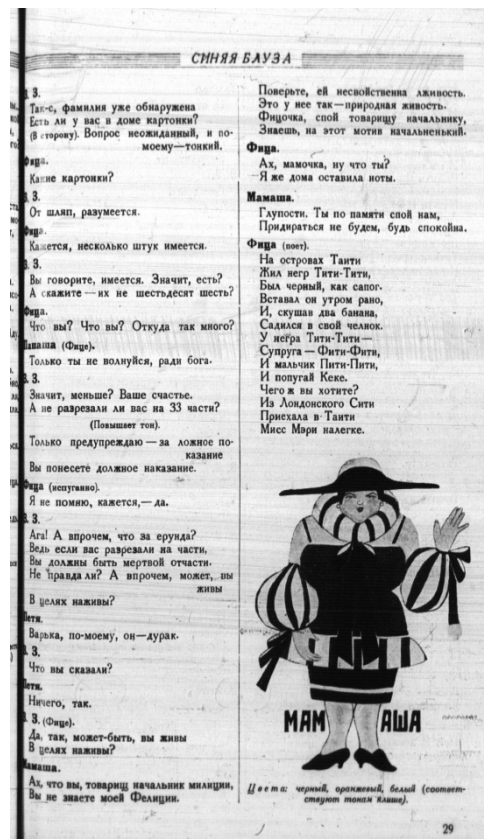 СИНЯЯ БЛУЗА
З.
Так-с, фамилия уже обнаружена
Есть ли у вас в доме картонки?
(В сторону). Вопрос неожиданный, и по-
моему—тонкий.
Фица.
Какие картонки?
З.
От шляп, разумеется.
Фица.
Кажется, несколько штук имеется.
З.
Вы говорите, имеется. Значит, есть?
А скажите — их не шестьдесят шесть?
Фица.
Что вы? Что вы? Откуда так много?
Мамаша (Фице).
Только ты не волнуйся, ради бога.
З.
Значит, меньше? Ваше счастье.
А не разрезали ли вас на 33 части?
(Повышает тон).
Только предупреждаю — за ложное по-
казание
Вы понесете должное наказание.
Фица (испуганно).
Я не помню, кажется,— да.
З.
Ага! А впрочем, что за ерунда?
Ведь если вас разрезали на части,
Вы должны быть мертвой отчасти.
Не правда ли? А впрочем, может, вы
живы
В целях наживы?
Петя.
Варька, по-моему, он—дурак.
З.
Что вы сказали?
Петя.
Ничего, так.
З. (Фице).
Да, так, может-быть, вы живы
В целях наживы?
Мамаша.
Ах, что вы, товарищ начальник милиции,
Вы не знаете моей Фелиции.
Поверьте, ей несвойственна лживость.
Это у нее так—природная живость.
Фицочка, спой товарищу начальнику,
Знаешь, на этот мотив начальненький.
Фица.
Ах, мамочка, ну что ты?
Я же дома оставила ноты.
Мамаша.
Глупости. Ты по памяти спой нам,
Придираться не будем, будь спокойна.
Фица (поет).
На островах Таити
Жил негр Тити-Тити,
Был черный, как сапог.
Вставал он утром рано,
И, скушав два банана,
Садился в свой челнок.
У негра Тити-Тити—
Супруга — Фити-Фити,
И мальчик Пити-Пити,
И попугай Кеке.
Чего ж вы хотите?
Из Лондонского Сити
Приехала в Таити
Мисс Мэри налегке.
МАМАША
Цвета: черный, оранжевый, белый (соответ-
ствуют тонам клише).
29